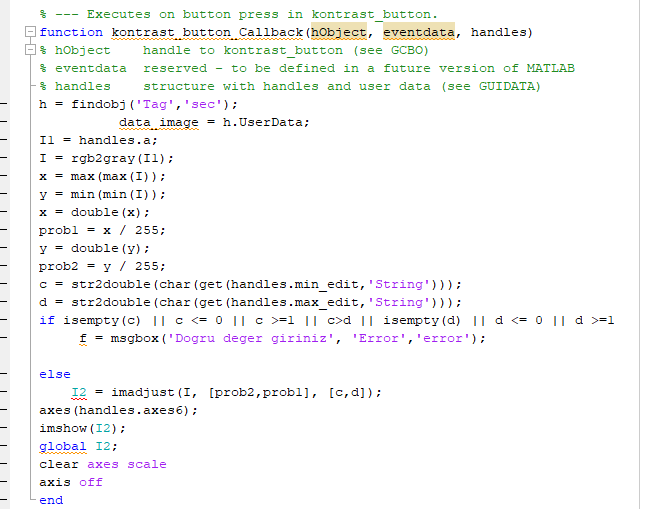 % --- Executes on button press in kontrast_button.
function kontrast_button_Callback(hObject, eventdata, handles)
% hObject    handle to kontrast_button (see GCBO)
% eventdata  reserved - to be defined in a future version of MATLAB
% handles    structure with handles and user data (see GUIDATA)
h = findobj('Tag','sec');
          data_image = h.UserData;
I1 = handles.a;
I = rgb2gray(I1);
x = max(max(I));
y = min(min(I));
x = double(x);
prob1 = x / 255;
y = double(y);
prob2 = y / 255;
c = str2double(char(get(handles.min_edit,'String')));
d = str2double(char(get(handles.max_edit,'String')));
if isempty(c) || c <= 0 || c >=1 || c>d || isempty(d) || d <= 0 || d >=1
     f = msgbox('Dogru deger giriniz', 'Error','error');
else
    I2 = imadjust(I, [prob2,prob1], [c,d]);
axes(handles.axes6);
imshow(I2);
global I2;
clear axes scale
axis off
end